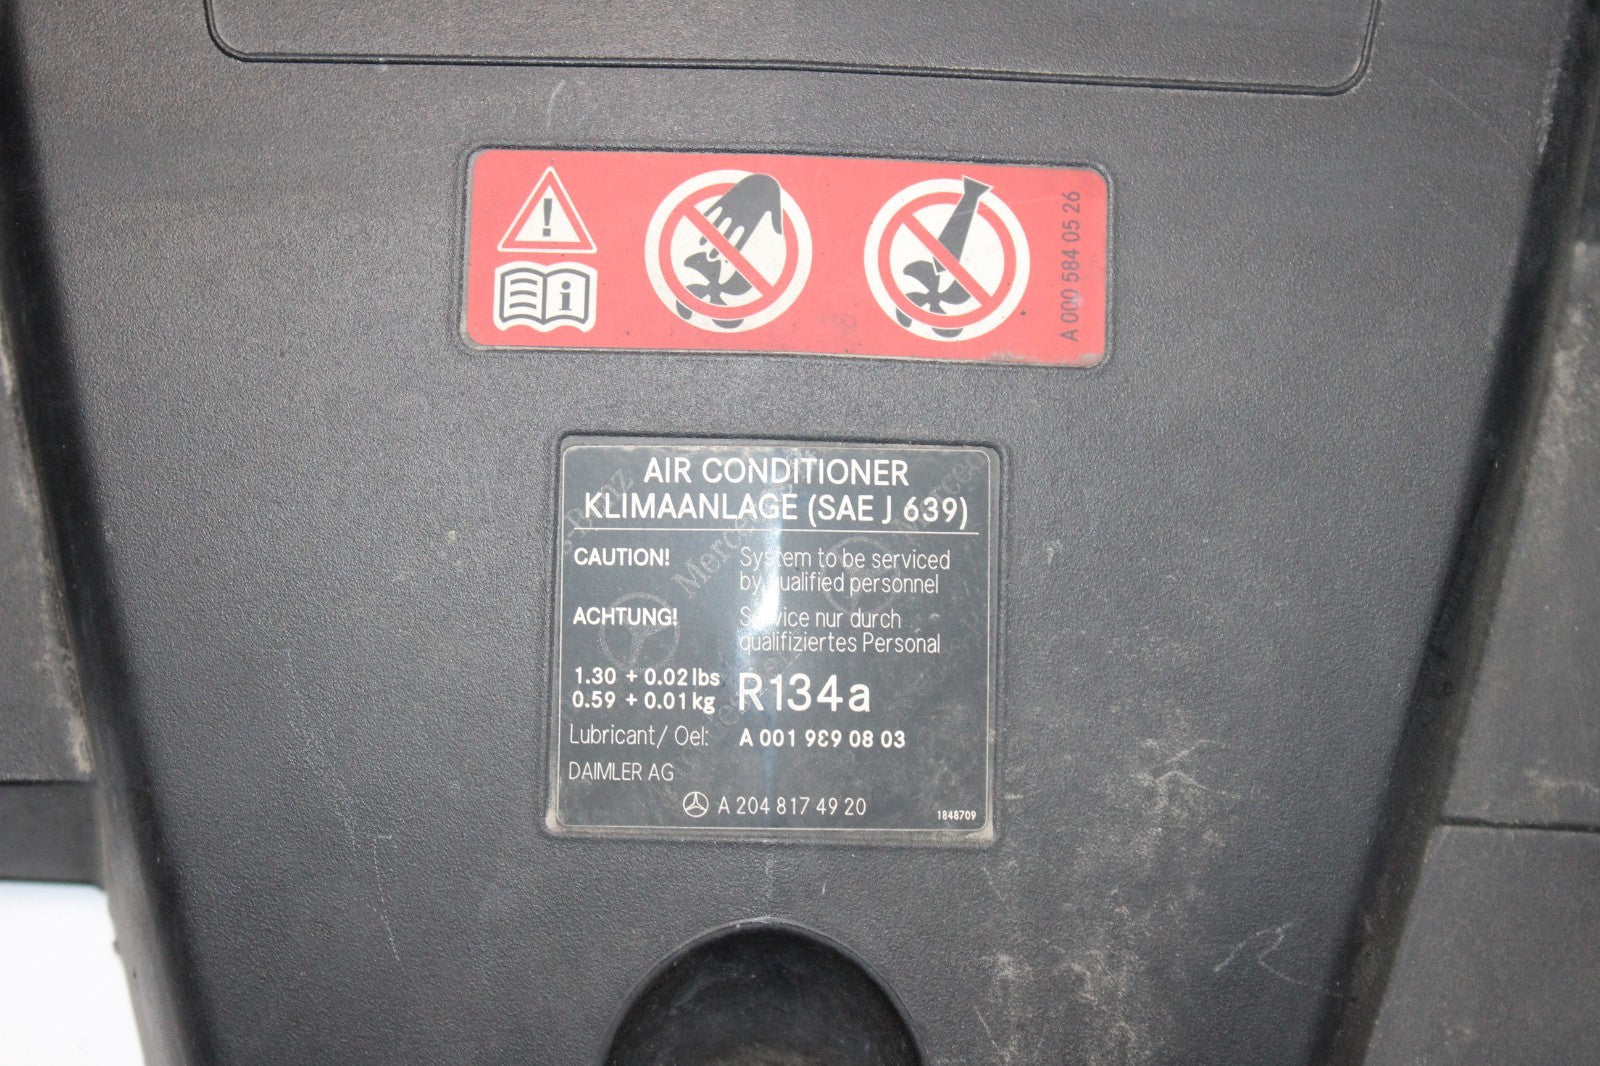 A 000 584 05 26
AIR CONDITIONER
KLIMAANLAGE (SAE J 639)
CAUTION! System to be serviced
by qualified personnel
ACHTUNG! Service nur durch
qualifiziertes Personal
1.30 + 0.02 lbs
0.59 + 0.01 kg R134a
Lubricant/ Oel: A 001 989 08 03
DAIMLER AG
A 204 817 49 20
1848709